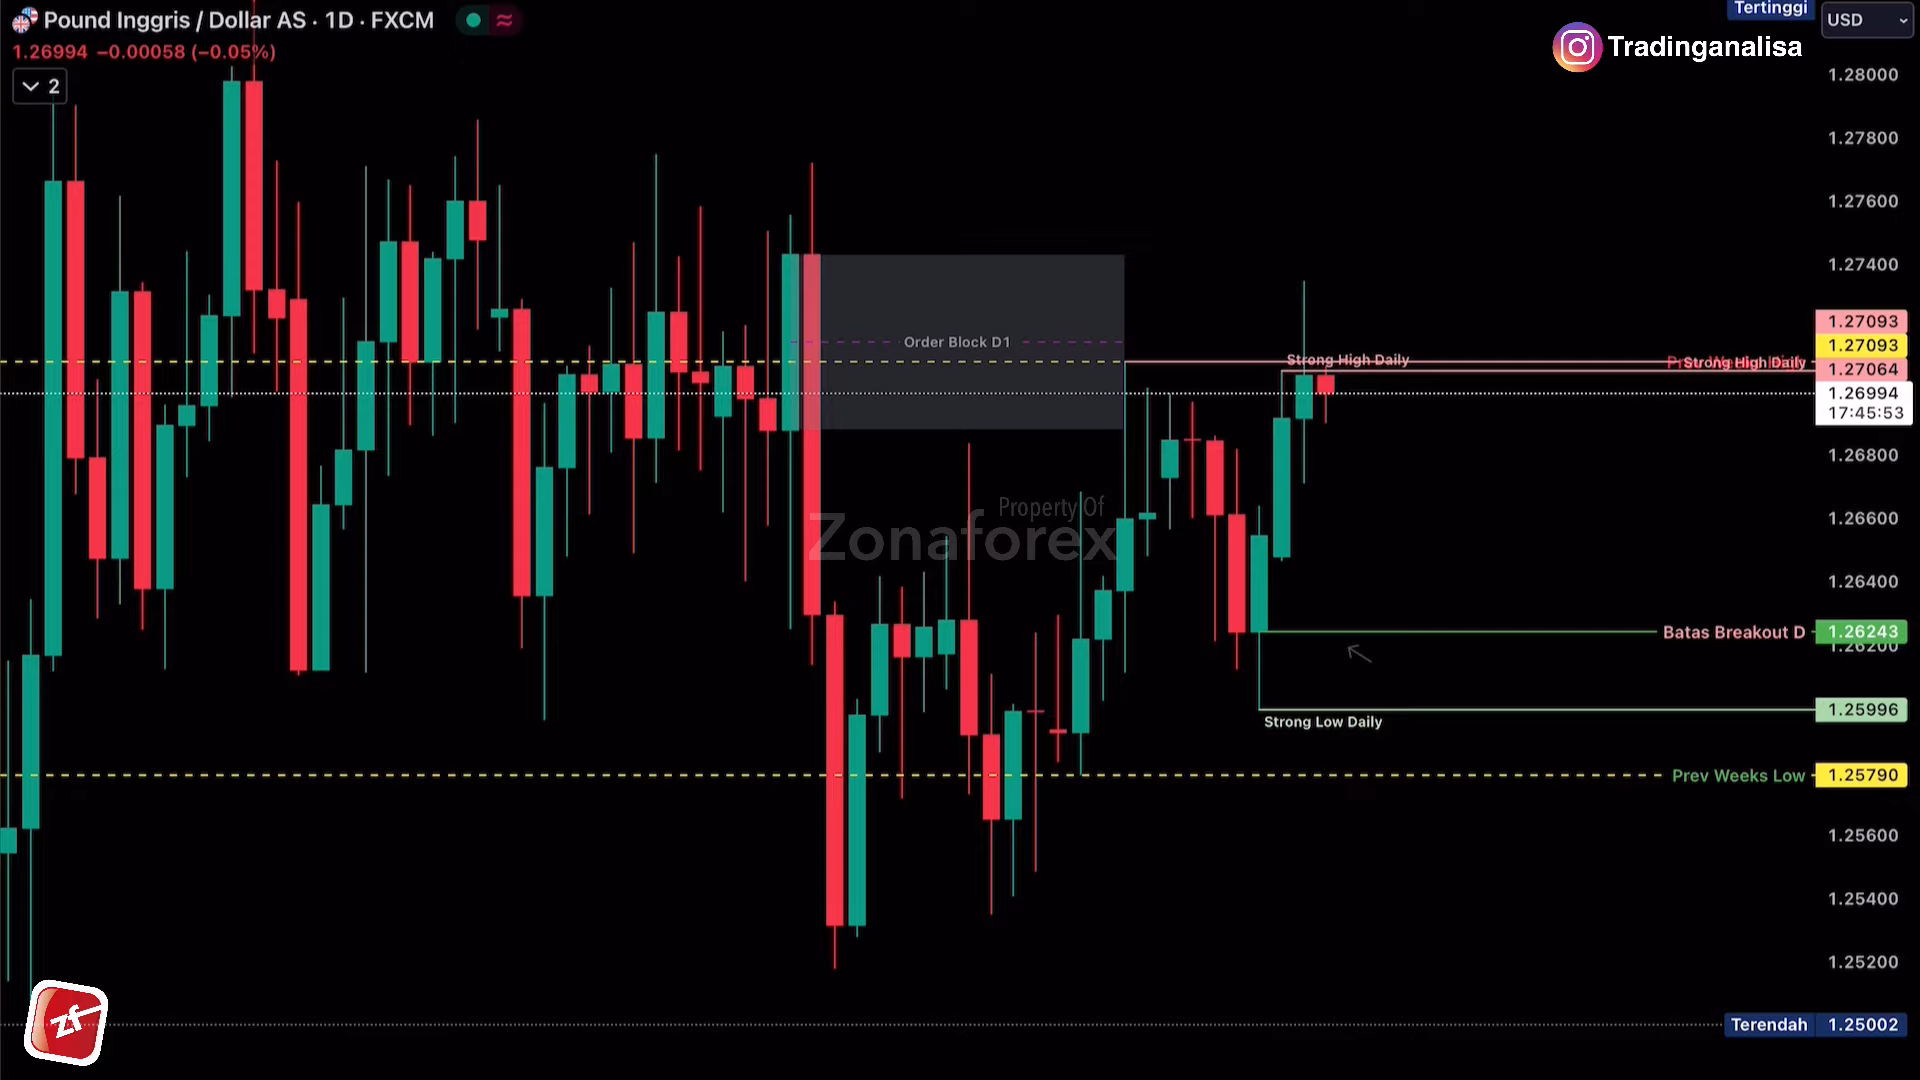 Pound Inggris / Dollar AS · 1D · FXCM
1.26994 −0.00058 (−0.05%)
2
Tertinggi
USD
Tradinganalisa
1.28000
1.27800
1.27600
1.27400
1.27093
1.27093
1.27064
1.26994
17:45:53
1.26800
1.26600
1.26400
1.26243
1.26200
1.25996
1.25790
1.25600
1.25400
1.25200
1.25002
Order Block D1
Strong High Daily
Strong High Daily
Property Of
Zonaforex
Batas Breakout D
Strong Low Daily
Prev Weeks Low
Terendah
zf